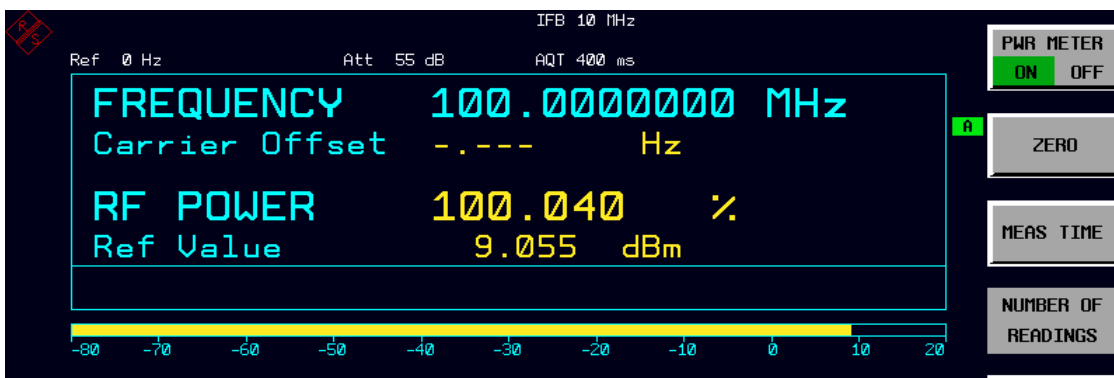 R S
IFB 10 MHz
Ref 0 Hz Att 55 dB AQT 400 ms
FREQUENCY 100.0000000 MHz
Carrier Offset -.--- Hz
RF POWER 100.040 %
Ref Value 9.055 dBm
-80 -70 -60 -50 -40 -30 -20 -10 0 10 20
A
PWR METER
ON OFF
ZERO
MEAS TIME
NUMBER OF
READINGS